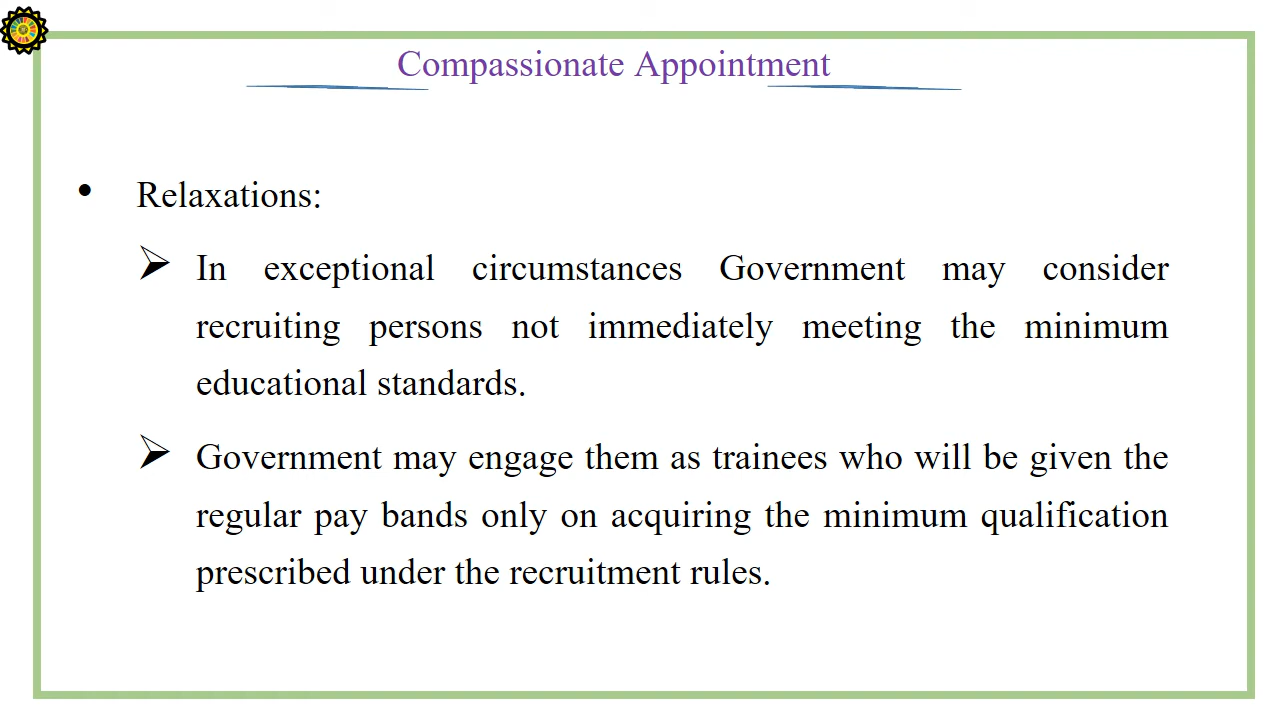 Compassionate Appointment
• Relaxations:
➢ In exceptional circumstances Government may consider
recruiting persons not immediately meeting the minimum
educational standards.
➢ Government may engage them as trainees who will be given the
regular pay bands only on acquiring the minimum qualification
prescribed under the recruitment rules.